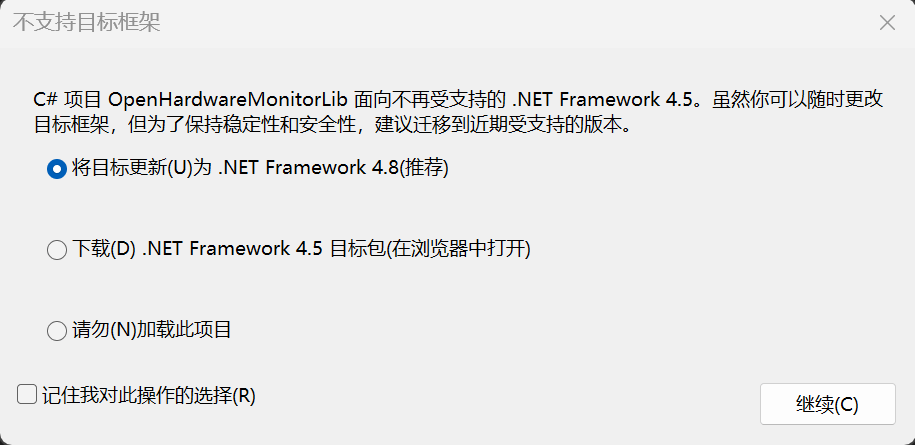 不支持目标框架
C# 项目 OpenHardwareMonitorLib 面向不再受支持的 .NET Framework 4.5。虽然你可以随时更改
目标框架，但为了保持稳定性和安全性，建议迁移到近期受支持的版本。
将目标更新(U)为 .NET Framework 4.8(推荐)
下载(D) .NET Framework 4.5 目标包(在浏览器中打开)
请勿(N)加载此项目
记住我对此操作的选择(R)
继续(C)